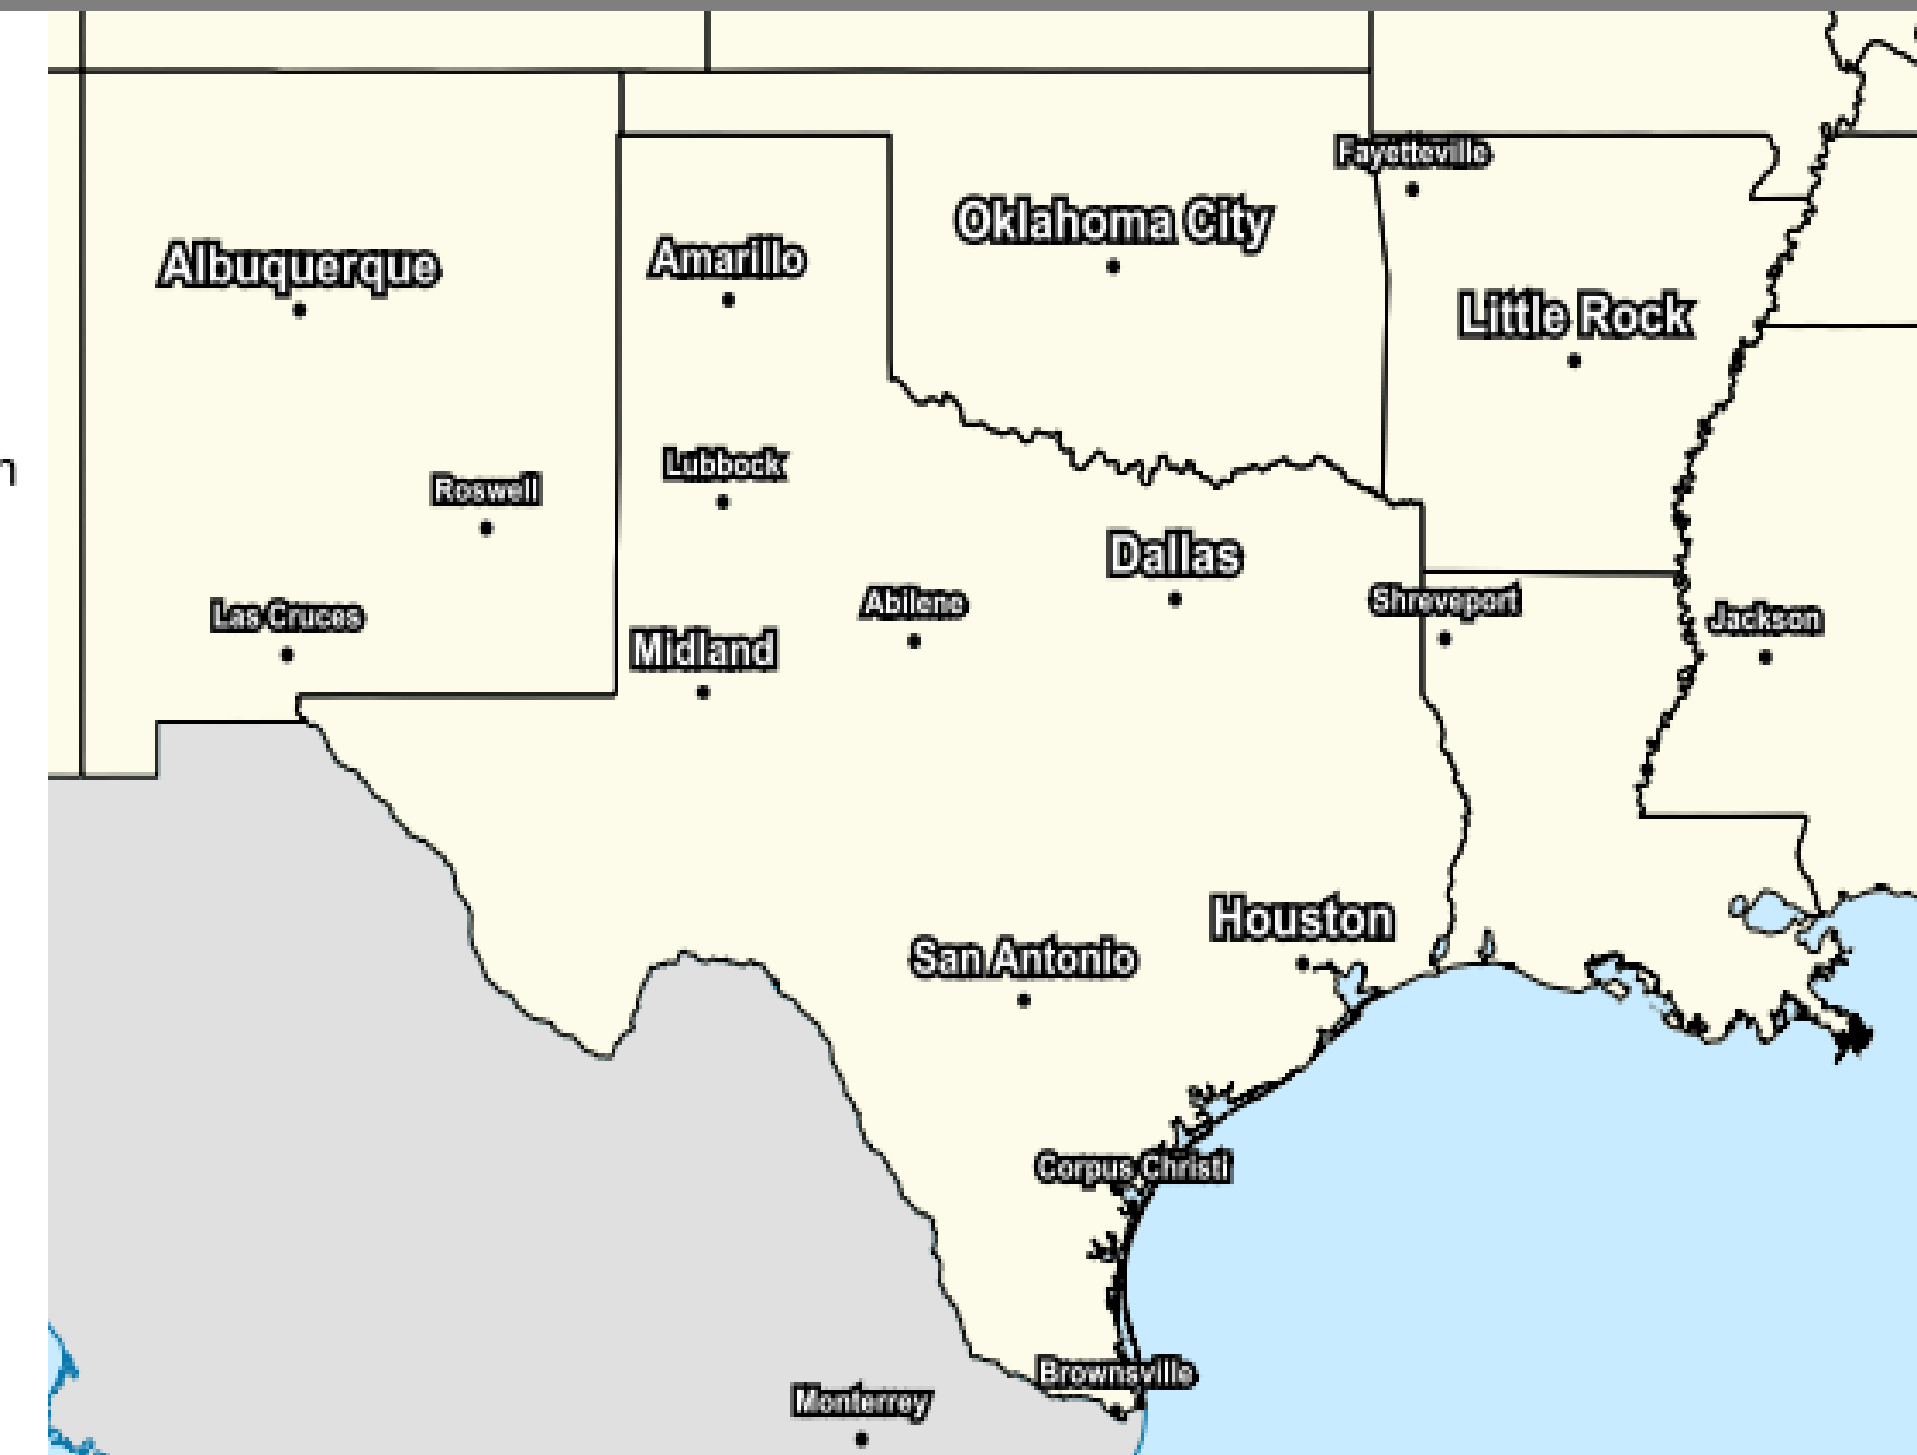 Fayetteville
Oklahoma City
Albuquerque
Amarillo
Little Rock
n
Lubbock
Roswell
Dallas
Abilene
Shreveport
Las Cruces
Jackson
Midland
Houston
San Antonio
Corpus Christi
Brownsville
Monterrey